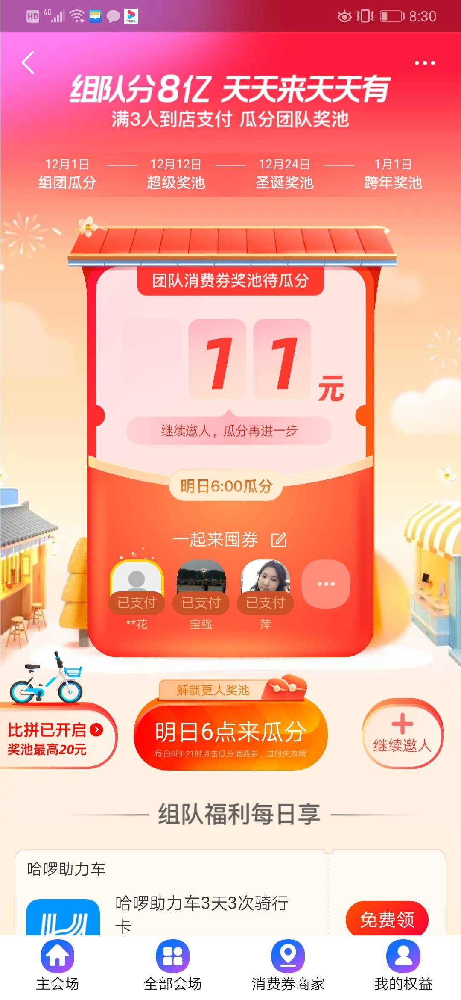 HD 4G YOUKU 8:30
组队分8亿 天天来天天有
满3人到店支付 瓜分团队奖池
12月1日 12月12日 12月24日 1月1日
组团瓜分 超级奖池 圣诞奖池 跨年奖池
团队消费券奖池待瓜分
11元
继续邀人，瓜分再进一步
明日6:00瓜分
一起来囤券
已支付 已支付 已支付
**花 宝强 萍
解锁更大奖池
比拼已开启
奖池最高20元
明日6点来瓜分
每日6时-21时点击瓜分消费券，过时失效哦
继续邀人
组队福利每日享
哈啰助力车
哈啰助力车3天3次骑行
卡
免费领
主会场 全部会场 消费券商家 我的权益